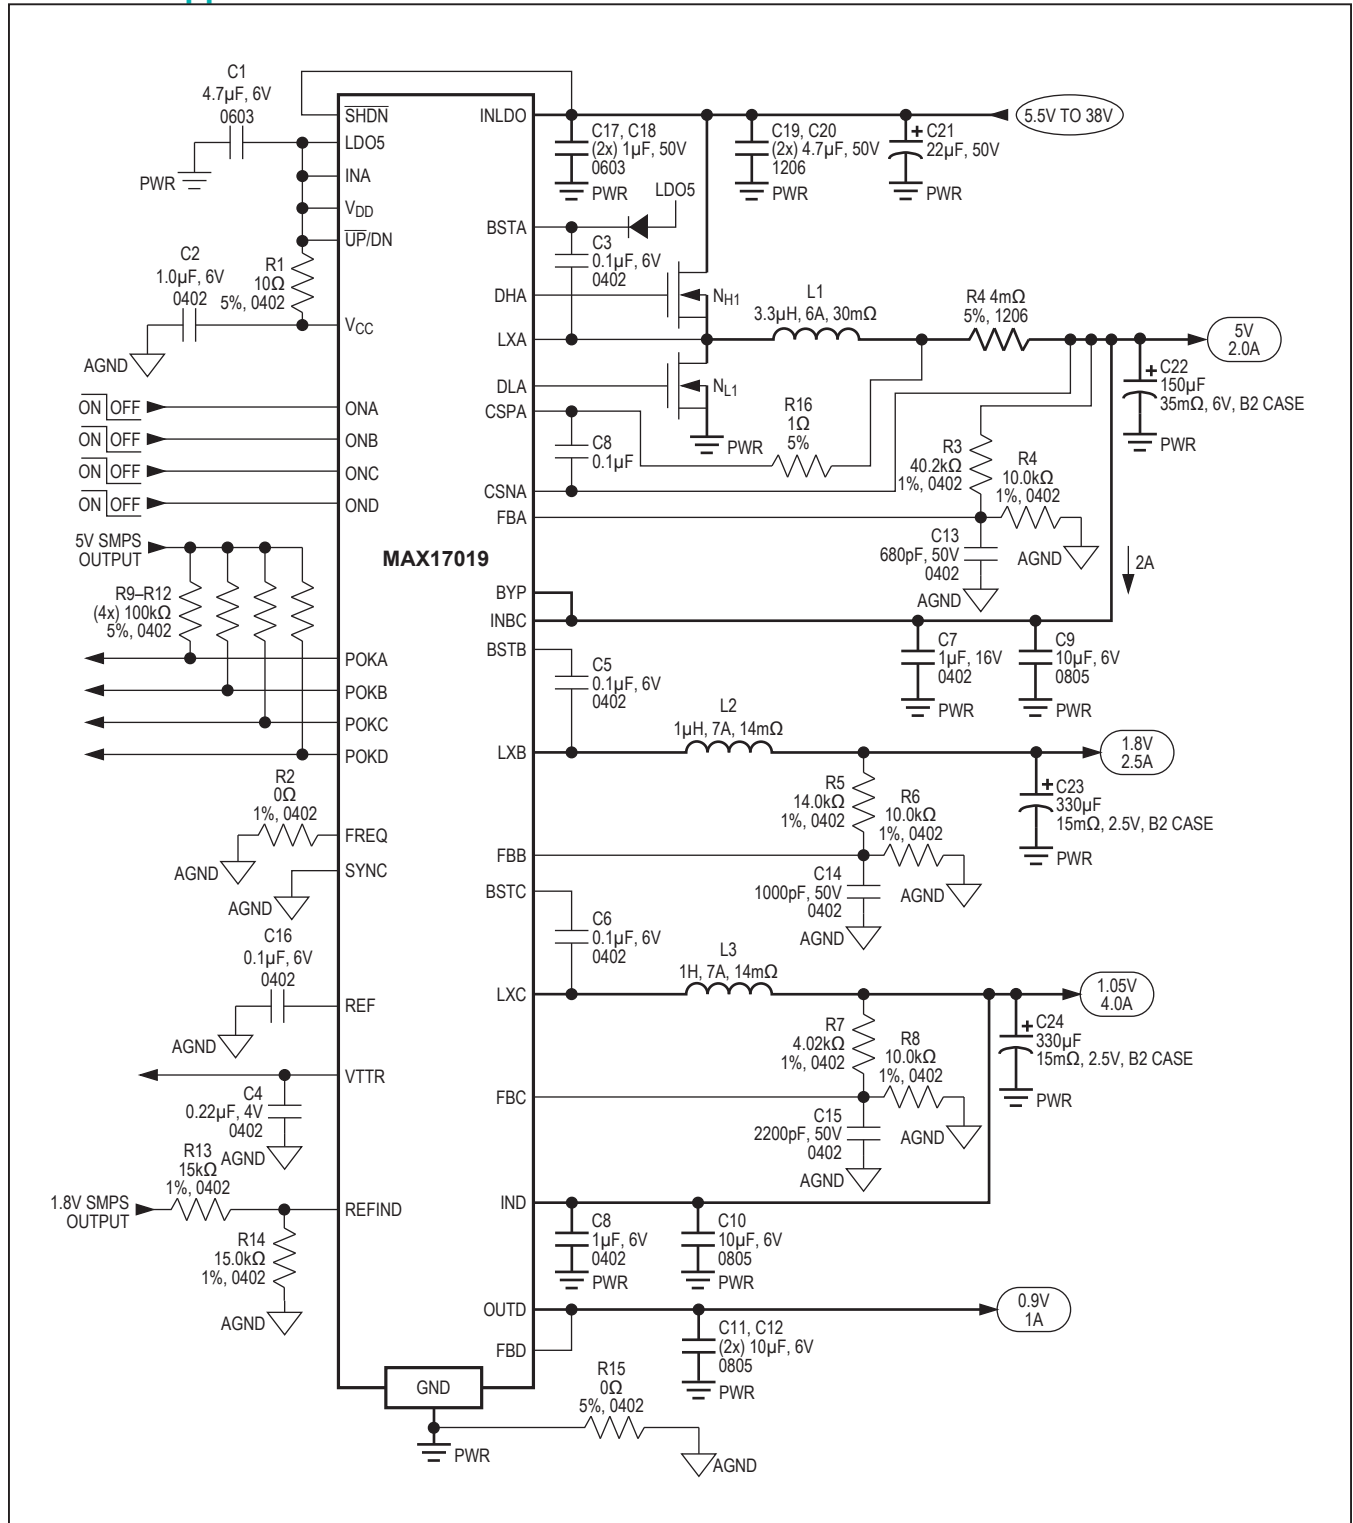 C1
4.7µF, 6V
0603
PWR
SHDN
LDO5
INA
VDD
UP/DN
C2
1.0µF, 6V
0402
R1
10Ω
5%, 0402
VCC
AGND
ON OFF
ONA
ON OFF
ONB
ON OFF
ONC
ON OFF
OND
5V SMPS
OUTPUT
R9–R12
(4x) 100kΩ
5%, 0402
POKA
POKB
POKC
POKD
R2
0Ω
1%, 0402
FREQ
AGND
SYNC
AGND
C16
0.1µF, 6V
0402
REF
AGND
VTTR
C4
0.22µF, 4V
0402
AGND
R13
15kΩ
1%, 0402
1.8V SMPS
OUTPUT
REFIND
R14
15.0kΩ
1%, 0402
AGND
MAX17019
GND
PWR
R15
0Ω
5%, 0402
AGND
INLDO
5.5V TO 38V
C17, C18
(2x) 1µF, 50V
0603
PWR
C19, C20
(2x) 4.7µF, 50V
1206
PWR
+ C21
22µF, 50V
PWR
LDO5
BSTA
C3
0.1µF, 6V
0402
DHA
NH1
L1
3.3µH, 6A, 30mΩ
R4 4mΩ
5%, 1206
LXA
5V
2.0A
DLA
NL1
PWR
+ C22
150µF
35mΩ, 6V, B2 CASE
PWR
CSPA
C8
0.1µF
R16
1Ω
5%
CSNA
R3
40.2kΩ
1%, 0402
R4
10.0kΩ
1%, 0402
AGND
FBA
C13
680pF, 50V
0402
AGND
2A
BYP
INBC
C7
1µF, 16V
0402
PWR
C9
10µF, 6V
0805
PWR
BSTB
C5
0.1µF, 6V
0402
L2
1µH, 7A, 14mΩ
LXB
1.8V
2.5A
R5
14.0kΩ
1%, 0402
R6
10.0kΩ
1%, 0402
AGND
+ C23
330µF
15mΩ, 2.5V, B2 CASE
PWR
FBB
C14
1000pF, 50V
0402
AGND
BSTC
C6
0.1µF, 6V
0402
L3
1H, 7A, 14mΩ
LXC
1.05V
4.0A
R7
4.02kΩ
1%, 0402
R8
10.0kΩ
1%, 0402
AGND
+ C24
330µF
15mΩ, 2.5V, B2 CASE
PWR
FBC
C15
2200pF, 50V
0402
AGND
IND
C8
1µF, 6V
0402
PWR
C10
10µF, 6V
0805
PWR
OUTD
0.9V
1A
FBD
C11, C12
(2x) 10µF, 6V
0805
PWR